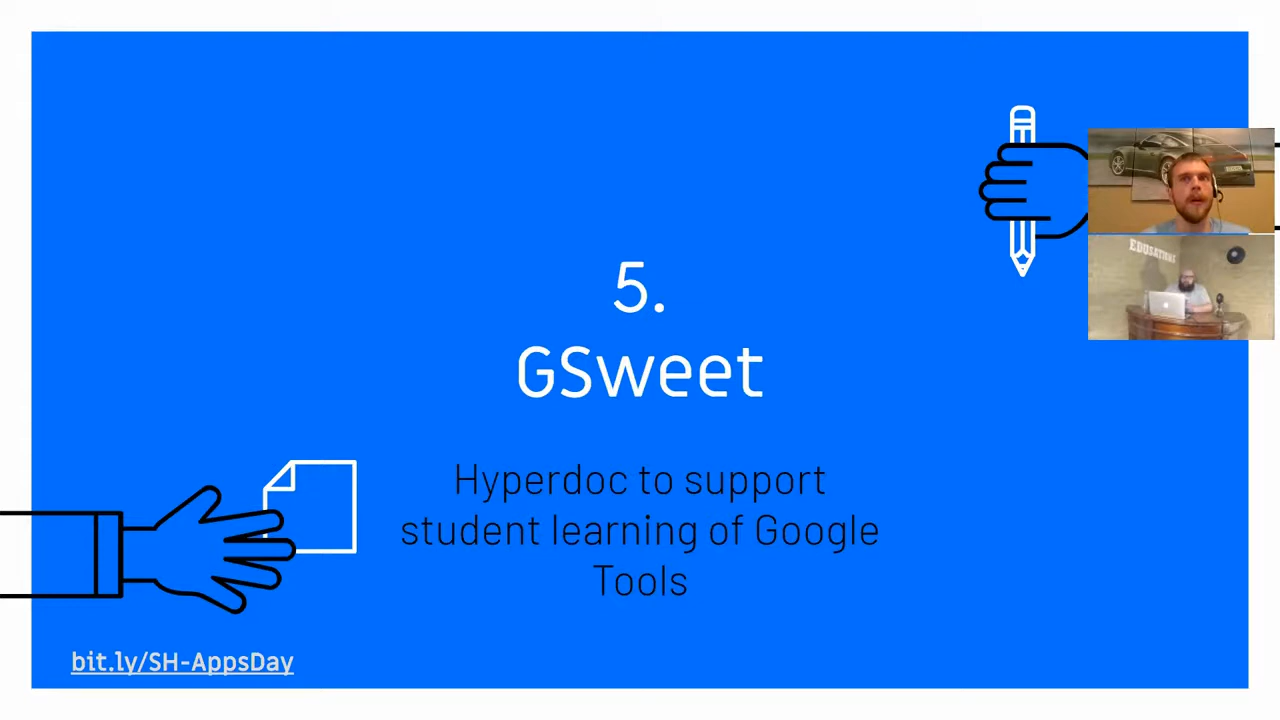 5.
GSweet
Hyperdoc to support
student learning of Google
Tools
bit.ly/SH-AppsDay